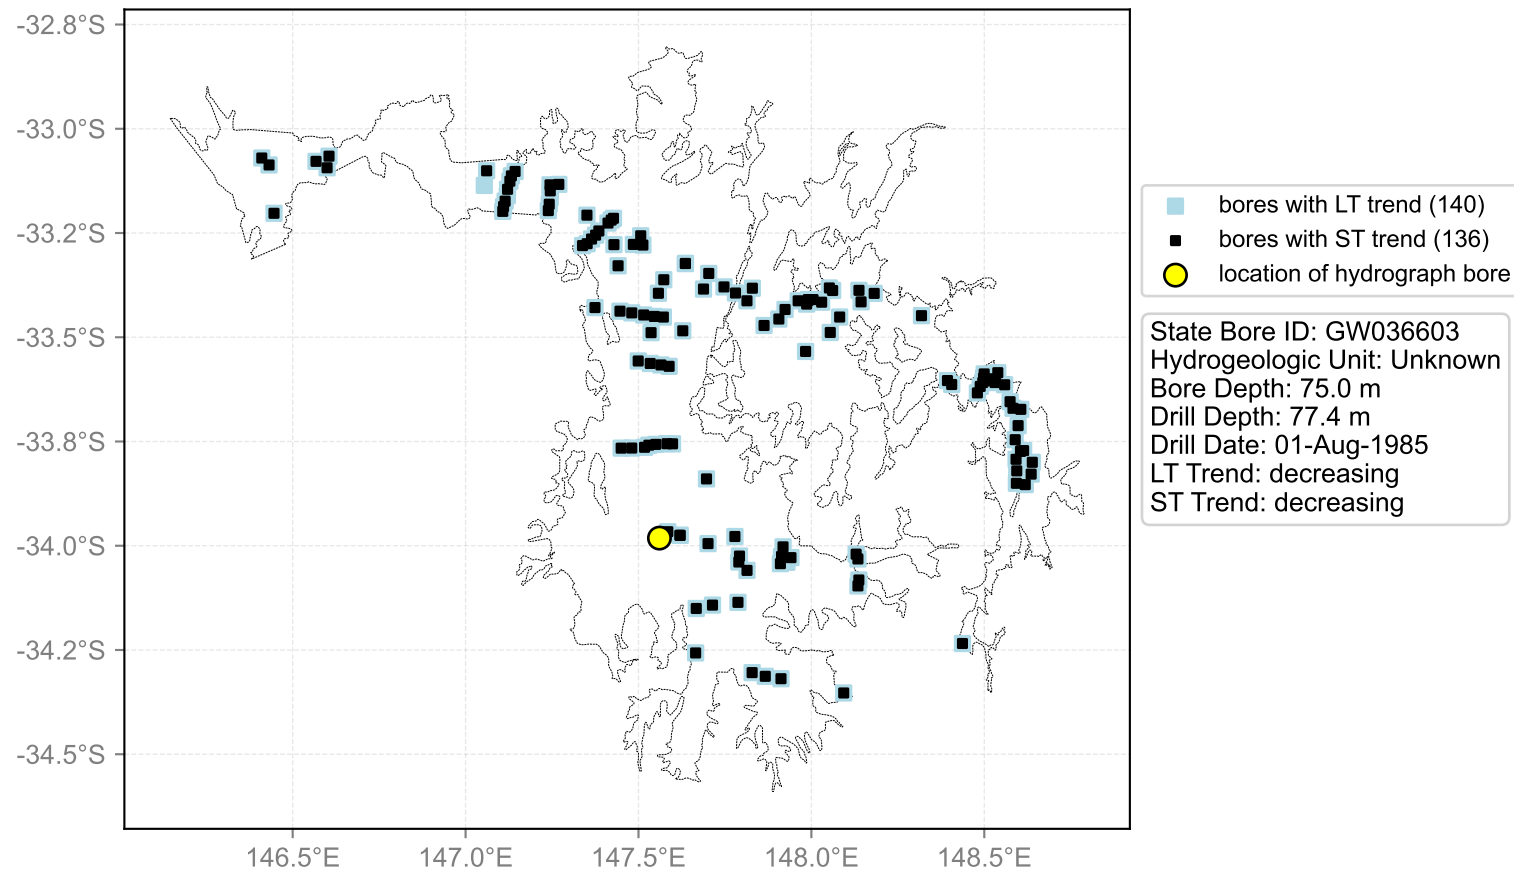 -32.8°S
-33.0°S
-33.2°S
-33.5°S
-33.8°S
-34.0°S
-34.2°S
-34.5°S
146.5°E
147.0°E
147.5°E
148.0°E
148.5°E
bores with LT trend (140)
bores with ST trend (136)
location of hydrograph bore
State Bore ID: GW036603
Hydrogeologic Unit: Unknown
Bore Depth: 75.0 m
Drill Depth: 77.4 m
Drill Date: 01-Aug-1985
LT Trend: decreasing
ST Trend: decreasing